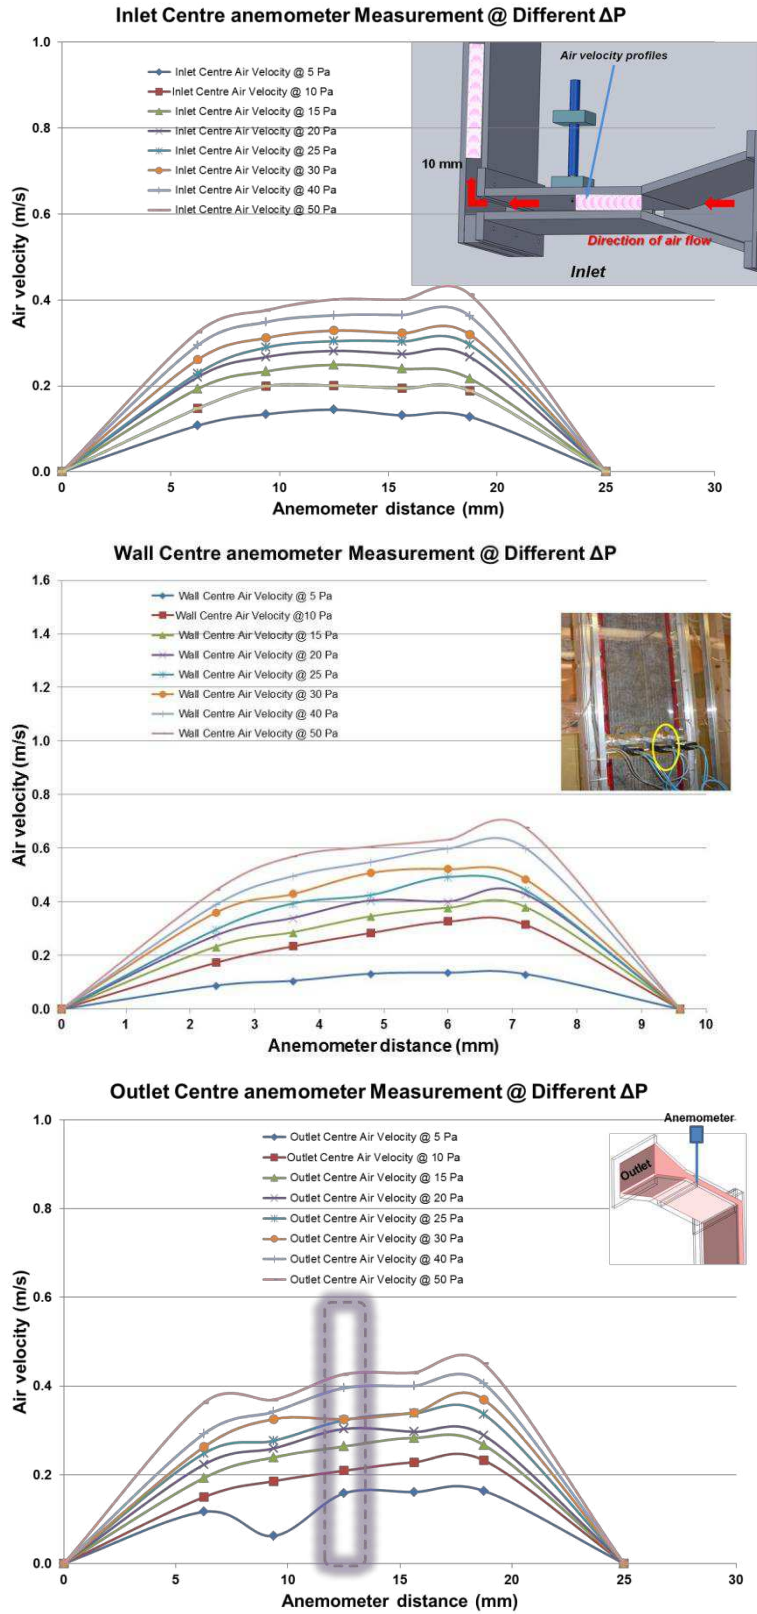 Inlet Centre anemometer Measurement @ Different ΔP
Air velocity (m/s)
1.0
0.8
0.6
0.4
0.2
0.0
Inlet Centre Air Velocity @ 5 Pa
Inlet Centre Air Velocity @ 10 Pa
Inlet Centre Air Velocity @ 15 Pa
Inlet Centre Air Velocity @ 20 Pa
Inlet Centre Air Velocity @ 25 Pa
Inlet Centre Air Velocity @ 30 Pa
Inlet Centre Air Velocity @ 40 Pa
Inlet Centre Air Velocity @ 50 Pa
Air velocity profiles
10 mm
Direction of air flow
Inlet
0 5 10 15 20 25 30
Anemometer distance (mm)
Wall Centre anemometer Measurement @ Different ΔP
Air velocity (m/s)
1.6
1.4
1.2
1.0
0.8
0.6
0.4
0.2
0.0
Wall Centre Air Velocity @ 5 Pa
Wall Centre Air Velocity @10 Pa
Wall Centre Air Velocity @ 15 Pa
Wall Centre Air Velocity @ 20 Pa
Wall Centre Air Velocity @ 25 Pa
Wall Centre Air Velocity @ 30 Pa
Wall Centre Air Velocity @ 40 Pa
Wall Centre Air Velocity @ 50 Pa
0 1 2 3 4 5 6 7 8 9 10
Anemometer distance (mm)
Outlet Centre anemometer Measurement @ Different ΔP
Air velocity (m/s)
1.0
0.8
0.6
0.4
0.2
0.0
Outlet Centre Air Velocity @ 5 Pa
Outlet Centre Air Velocity @ 10 Pa
Outlet Centre Air Velocity @ 15 Pa
Outlet Centre Air Velocity @ 20 Pa
Outlet Centre Air Velocity @ 25 Pa
Outlet Centre Air Velocity @ 30 Pa
Outlet Centre Air Velocity @ 40 Pa
Outlet Centre Air Velocity @ 50 Pa
Anemometer
Outlet
0 5 10 15 20 25 30
Anemometer distance (mm)